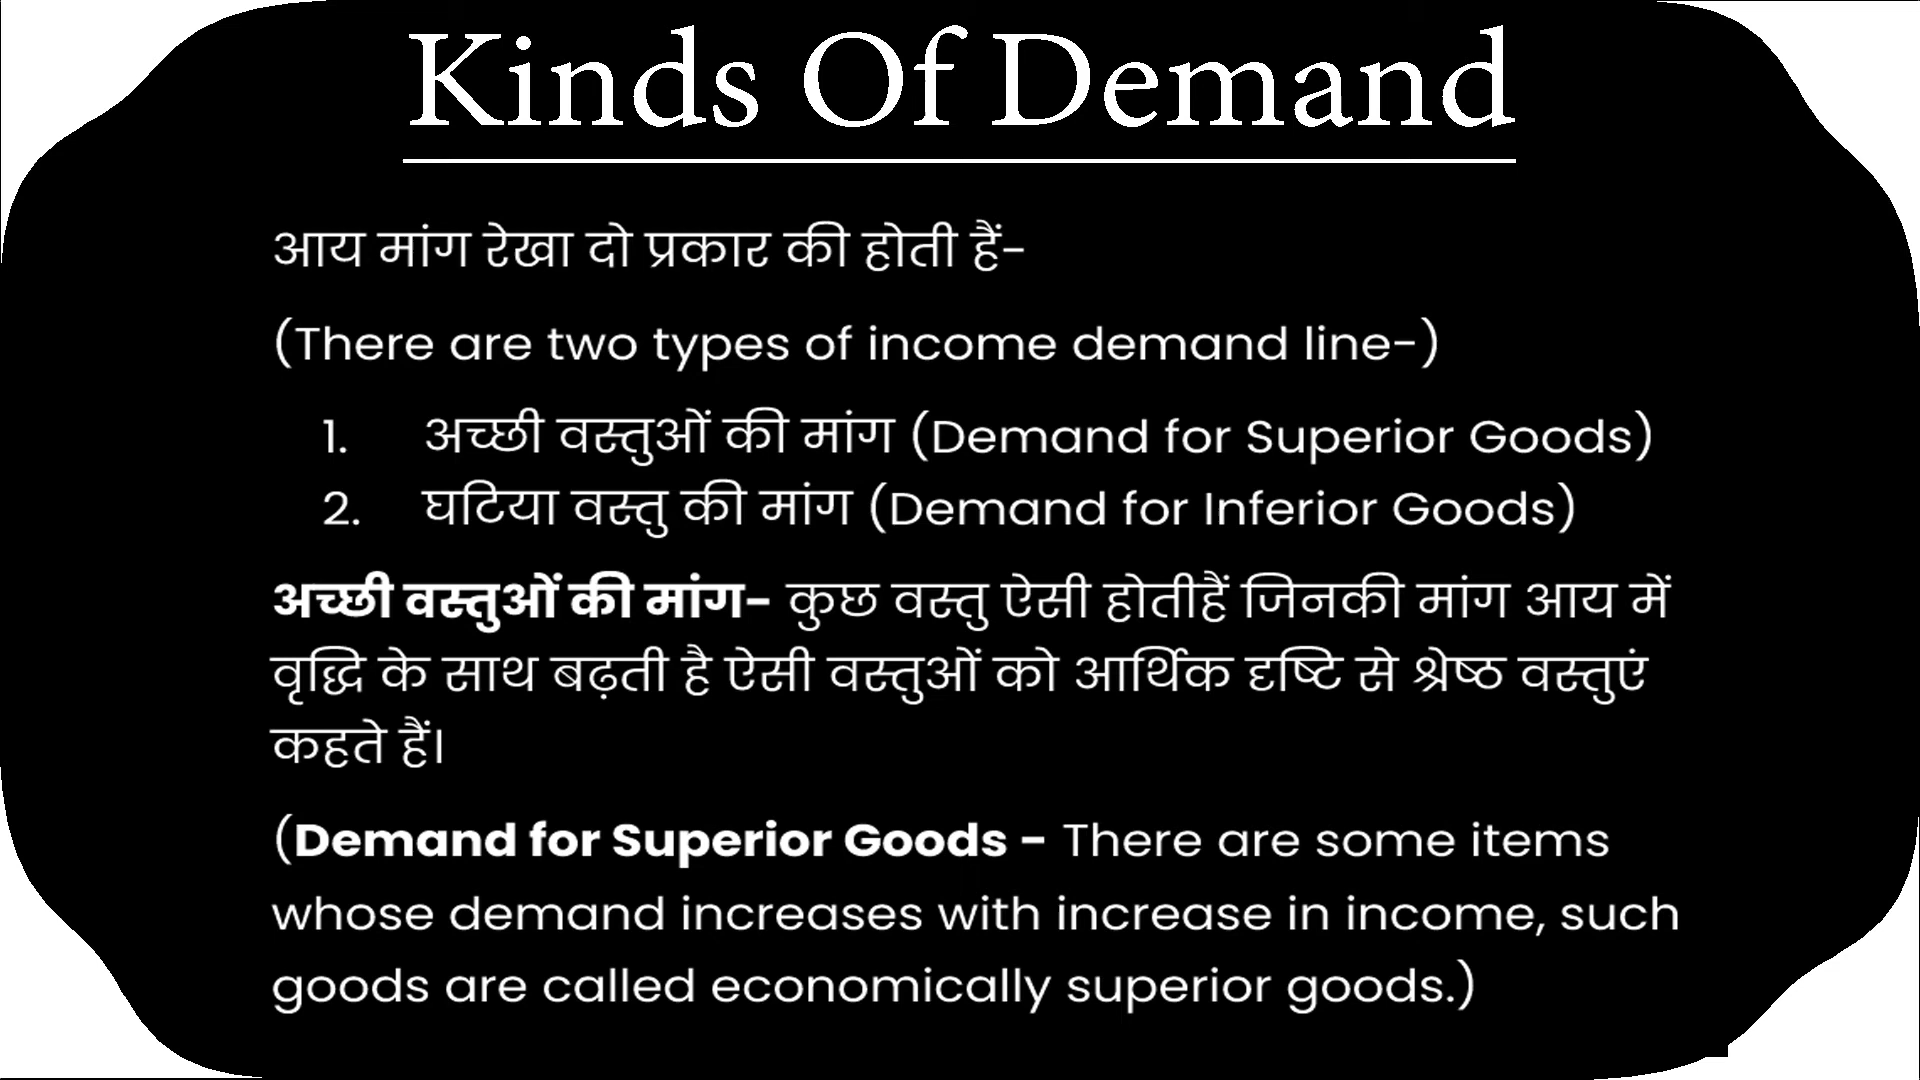 Kinds Of Demand
आय मांग रेखा दो प्रकार की होती हैं-
(There are two types of income demand line-)
1. अच्छी वस्तुओं की मांग (Demand for Superior Goods)
2. घटिया वस्तु की मांग (Demand for Inferior Goods)
अच्छी वस्तुओं की मांग- कुछ वस्तु ऐसी होतीहैं जिनकी मांग आय में
वृद्धि के साथ बढ़ती है ऐसी वस्तुओं को आर्थिक दृष्टि से श्रेष्ठ वस्तुएं
कहते हैं।
(Demand for Superior Goods - There are some items
whose demand increases with increase in income, such
goods are called economically superior goods.)